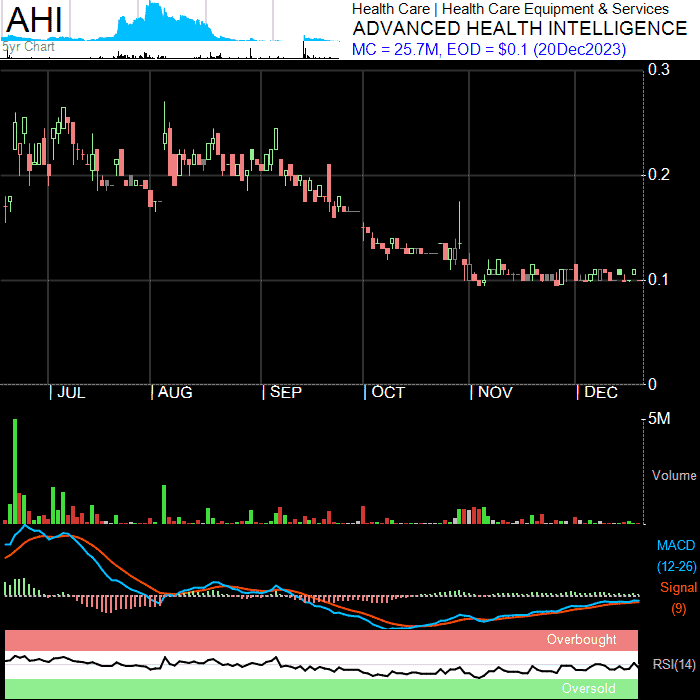 AHI
5yr Chart
Health Care | Health Care Equipment & Services
ADVANCED HEALTH INTELLIGENCE
MC = 25.7M, EOD = $0.1 (20Dec2023)
0.3
0.2
0.1
0
| JUL | AUG | SEP | OCT | NOV | DEC
5M
Volume
MACD
(12-26)
Signal
(9)
Overbought
RSI(14)
Oversold